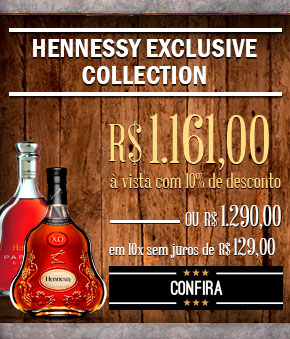 HENNESSY EXCLUSIVE
COLLECTION
R$ 1.161,00
à vista com 10% de desconto
OU R$ 1.290,00
em 10x sem juros de R$ 129,00
CONFIRA
XO
Hennessy